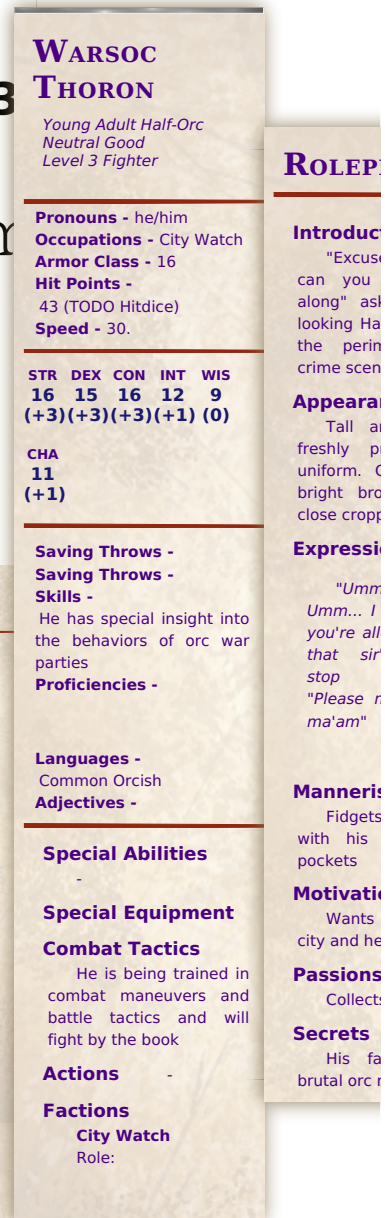 WARSOC
THORON
Young Adult Half-Orc
Neutral Good
Level 3 Fighter
Pronouns - he/him
Occupations - City Watch
Armor Class - 16
Hit Points -
43 (TODO Hitdice)
Speed - 30.
STR DEX CON INT WIS
16 15 16 12 9
(+3)(+3)(+3)(+1) (0)
CHA
11
(+1)
Saving Throws -
Saving Throws -
Skills -
He has special insight into
the behaviors of orc war
parties
Proficiencies -
Languages -
Common Orcish
Adjectives -
Special Abilities
-
Special Equipment
Combat Tactics
He is being trained in
combat maneuvers and
battle tactics and will
fight by the book
Actions -
Factions
City Watch
Role:
ROLEP
Introduct
"Excuse
can you
along" as
looking Ha
the perim
crime scen
Appeara
Tall a
freshly p
uniform.
bright bro
close cropp
Expressi
"Umm
Umm... I
you're all
that sir"
stop
"Please m
ma'am"
Manneris
Fidgets
with his
pockets
Motivati
Wants
city and he
Passions
Collects
Secrets
His fa
brutal orc